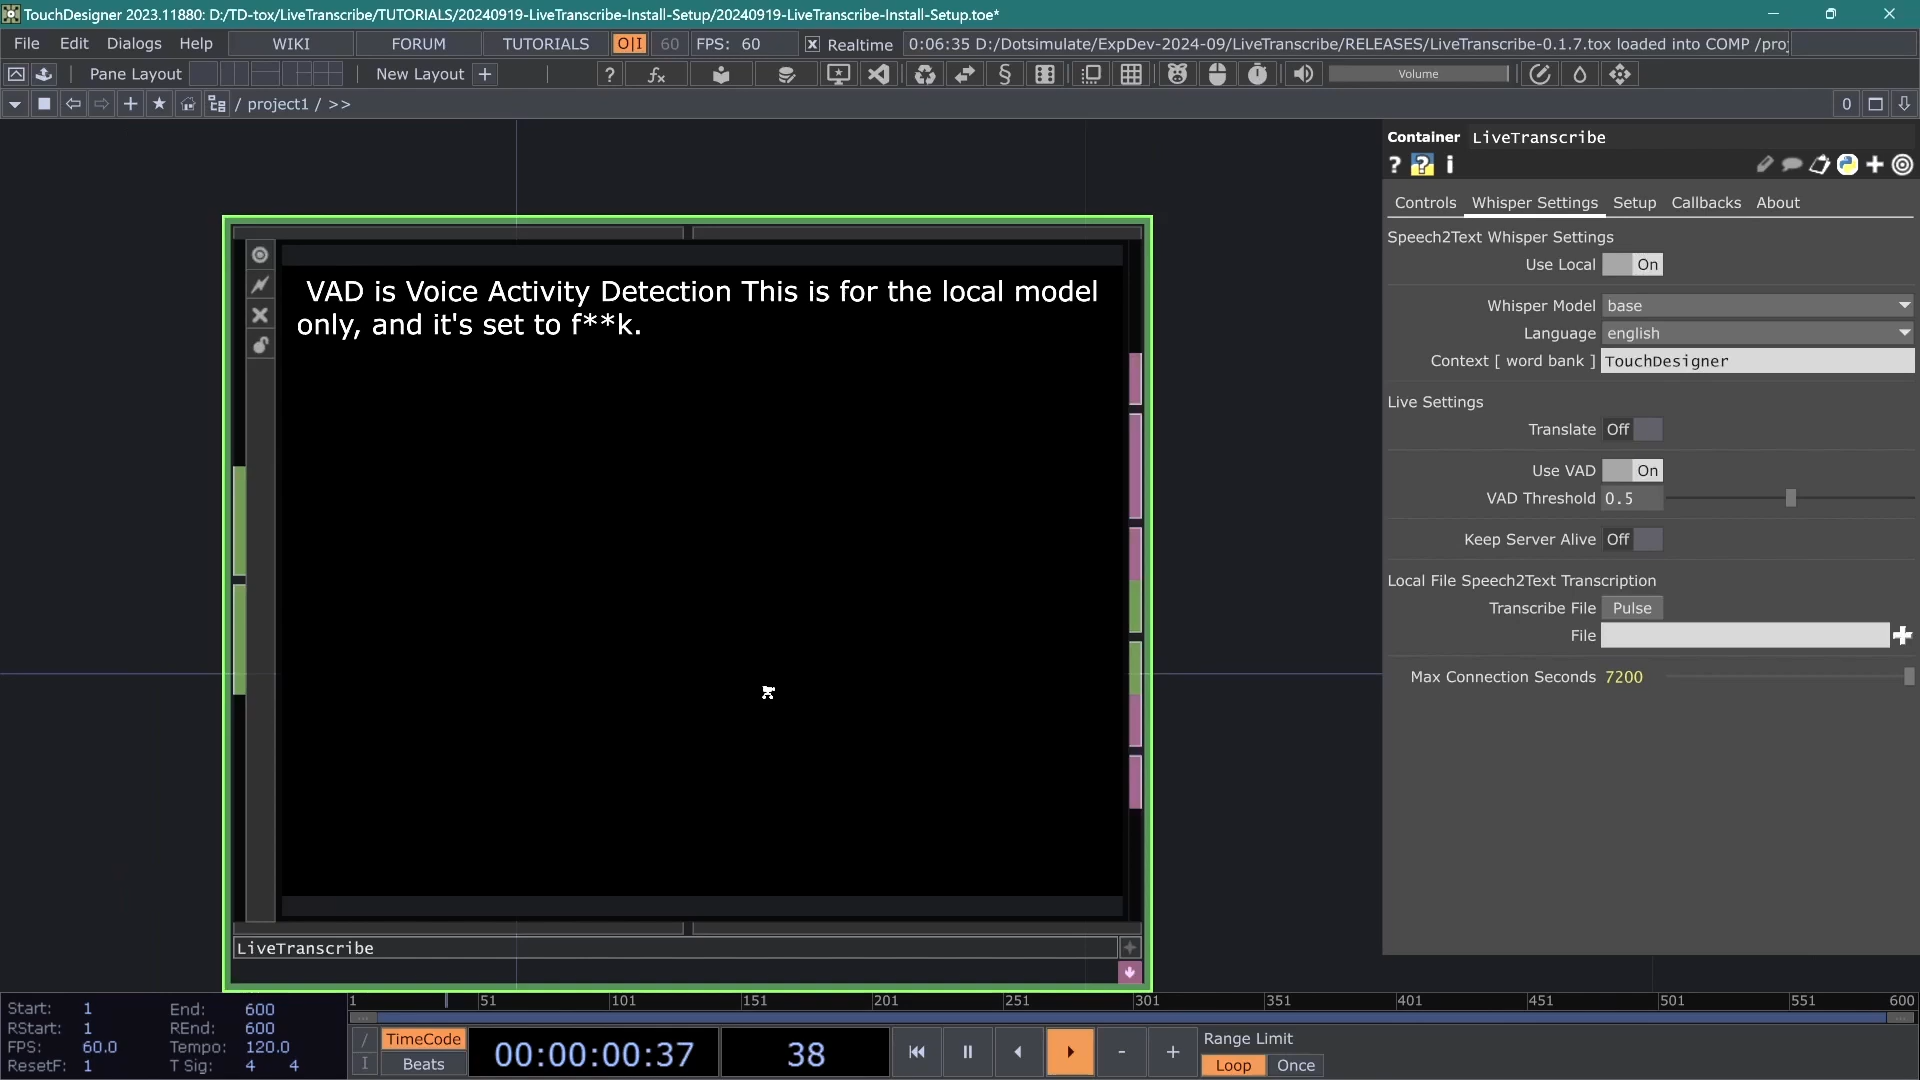 TouchDesigner 2023.11880: D:/TD-tox/LiveTranscribe/TUTORIALS/20240919-LiveTranscribe-Install-Setup/20240919-LiveTranscribe-Install-Setup.toe*
File Edit Dialogs Help WIKI FORUM TUTORIALS O|I 60 FPS: 60 X Realtime 0:06:35 D:/Dotsimulate/ExpDev-2024-09/LiveTranscribe/RELEASES/LiveTranscribe-0.1.7.tox loaded into COMP /pro
Pane Layout New Layout + ? fx Volume
/ project1 / >> 0
Container LiveTranscribe
? ? i
Controls Whisper Settings Setup Callbacks About
Speech2Text Whisper Settings
Use Local On
Whisper Model base
Language english
Context [ word bank ] TouchDesigner
Live Settings
Translate Off
Use VAD On
VAD Threshold 0.5
Keep Server Alive Off
Local File Speech2Text Transcription
Transcribe File Pulse
File
Max Connection Seconds 7200
VAD is Voice Activity Detection This is for the local model
only, and it's set to f**k.
LiveTranscribe
1 51 101 151 201 251 301 351 401 451 501 551 600
Start: 1 End: 600
RStart: 1 REnd: 600
FPS: 60.0 Tempo: 120.0
ResetF: 1 T Sig: 4 4
/ TimeCode
I Beats
00:00:00:37 38
- +
Range Limit
Loop Once